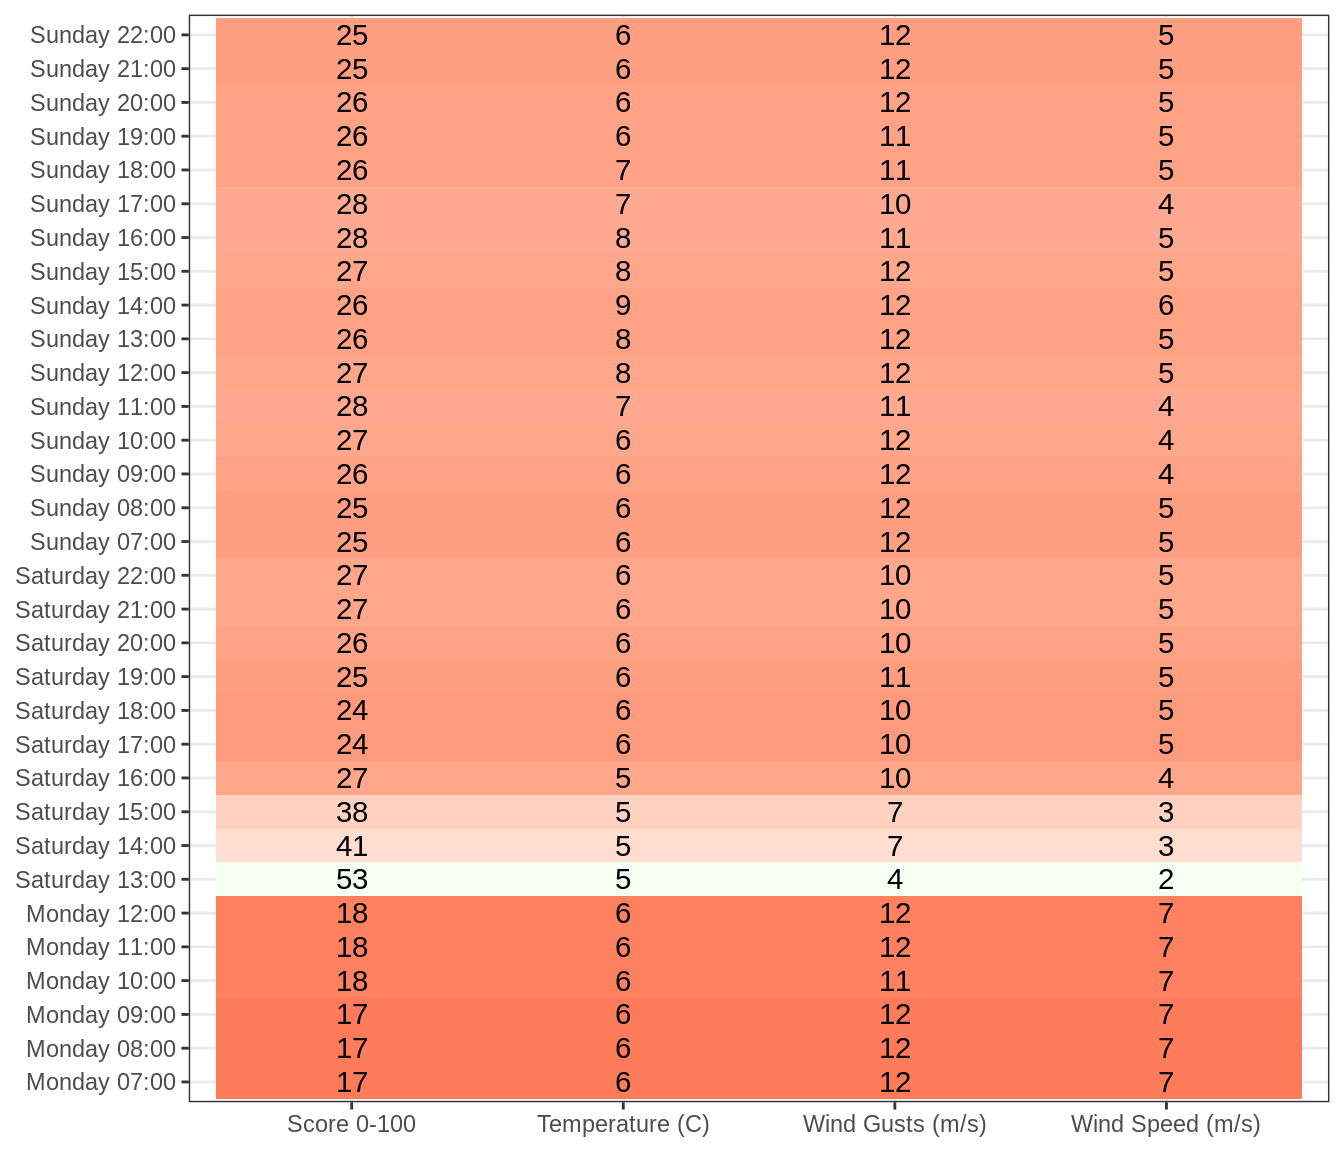 Sunday 22:00 25 6 12 5
Sunday 21:00 25 6 12 5
Sunday 20:00 26 6 12 5
Sunday 19:00 26 6 11 5
Sunday 18:00 26 7 11 5
Sunday 17:00 28 7 10 4
Sunday 16:00 28 8 11 5
Sunday 15:00 27 8 12 5
Sunday 14:00 26 9 12 6
Sunday 13:00 26 8 12 5
Sunday 12:00 27 8 12 5
Sunday 11:00 28 7 11 4
Sunday 10:00 27 6 12 4
Sunday 09:00 26 6 12 4
Sunday 08:00 25 6 12 5
Sunday 07:00 25 6 12 5
Saturday 22:00 27 6 10 5
Saturday 21:00 27 6 10 5
Saturday 20:00 26 6 10 5
Saturday 19:00 25 6 11 5
Saturday 18:00 24 6 10 5
Saturday 17:00 24 6 10 5
Saturday 16:00 27 5 10 4
Saturday 15:00 38 5 7 3
Saturday 14:00 41 5 7 3
Saturday 13:00 53 5 4 2
Monday 12:00 18 6 12 7
Monday 11:00 18 6 12 7
Monday 10:00 18 6 11 7
Monday 09:00 17 6 12 7
Monday 08:00 17 6 12 7
Monday 07:00 17 6 12 7
Score 0-100 Temperature (C) Wind Gusts (m/s) Wind Speed (m/s)